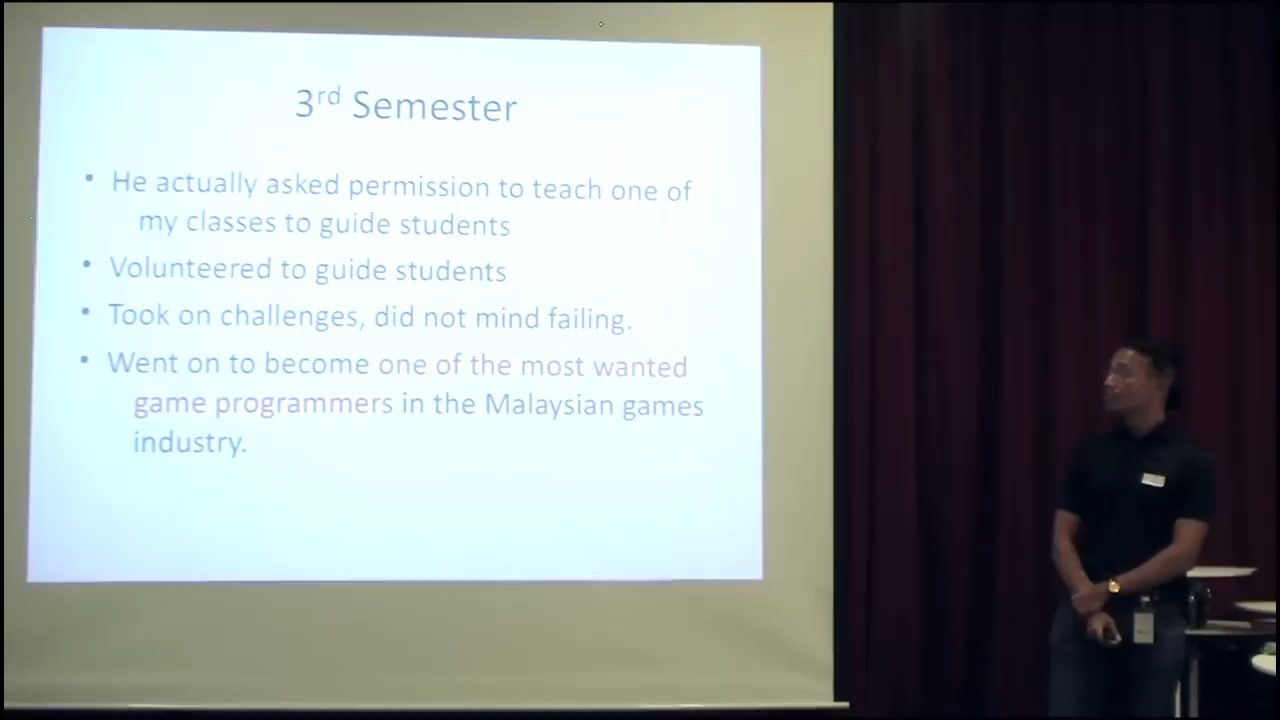 3rd Semester
• He actually asked permission to teach one of
my classes to guide students
• Volunteered to guide students
• Took on challenges, did not mind failing.
• Went on to become one of the most wanted
game programmers in the Malaysian games
industry.